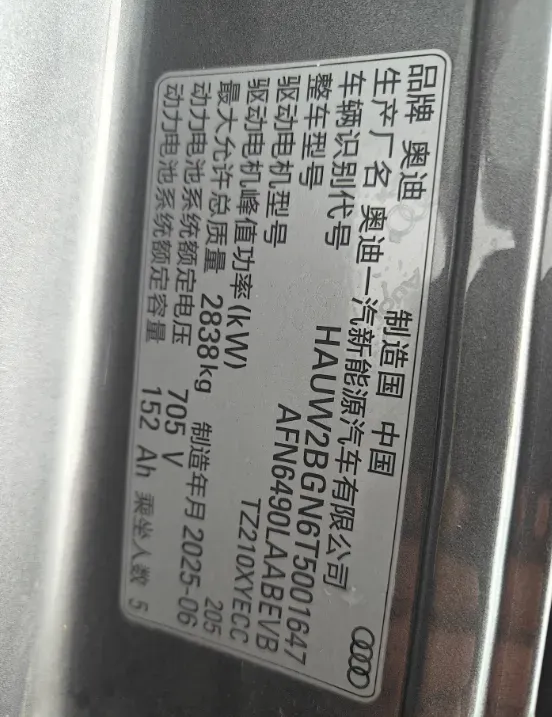 品牌 奥迪 制造国 中国
生产厂名 奥迪一汽新能源汽车有限公司
车辆识别代号 HAUW2BGN6T5001647
整车型号 AFN6490LAABEVB
驱动电机型号 TZ210XYECC
驱动电机峰值功率(kW) 205
最大允许总质量 2838kg 制造年月 2025-06
动力电池系统额定电压 705 V
动力电池系统额定容量 152 Ah 乘坐人数 5